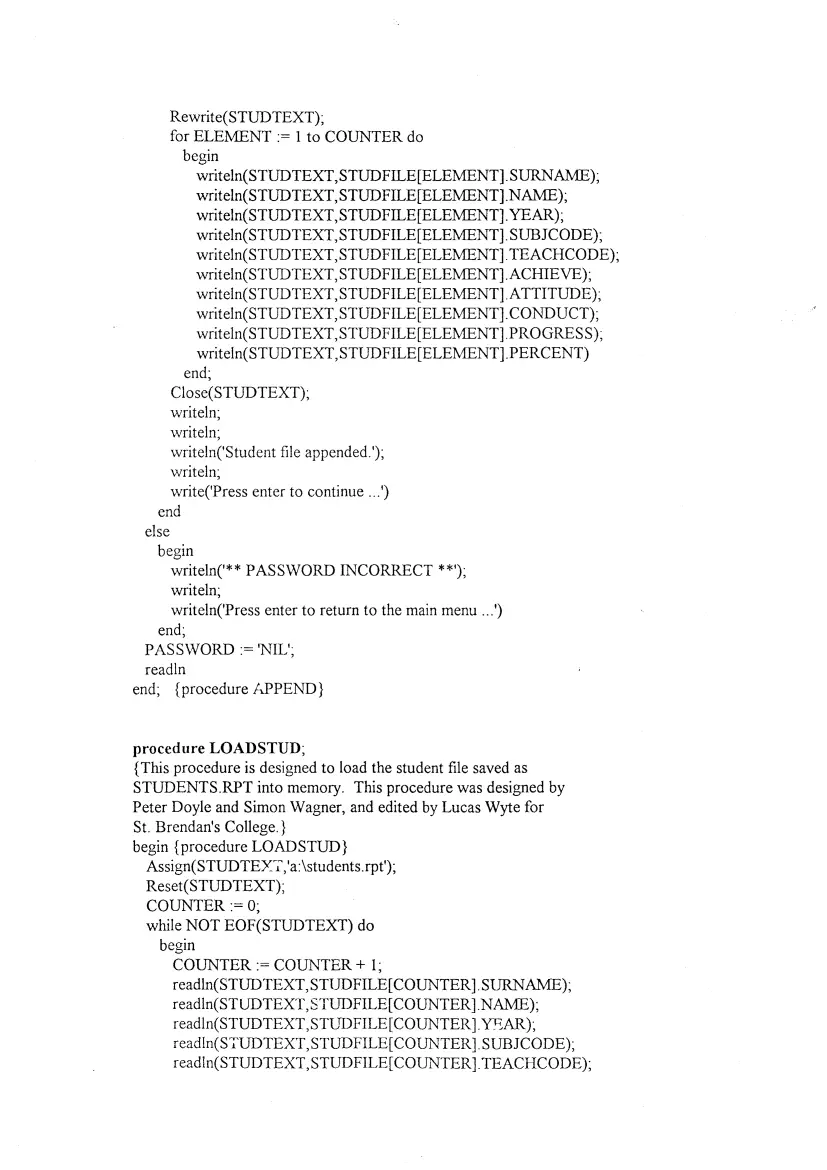 Rewrite(STUDTEXT);
for ELEMENT := 1 to COUNTER do
begin
writeln(STUDTEXT,STUDFILE[ELEMENT].SURNAME);
writeln(STUDTEXT,STUDFILE[ELEMENT].NAME);
writeln(STUDTEXT,STUDFILE[ELEMENT].YEAR);
writeln(STUDTEXT,STUDFILE[ELEMENT].SUBJCODE);
writeln(STUDTEXT,STUDFILE[ELEMENT].TEACHCODE);
writeln(STUDTEXT,STUDFILE[ELEMENT].ACHIEVE);
writeln(STUDTEXT,STUDFILE[ELEMENT].ATTITUDE);
writeln(STUDTEXT,STUDFILE[ELEMENT].CONDUCT);
writeln(STUDTEXT,STUDFILE[ELEMENT].PROGRESS);
writeln(STUDTEXT,STUDFILE[ELEMENT].PERCENT)
end;
Close(STUDTEXT);
writeln;
writeln;
writeln('Student file appended.');
writeln;
write('Press enter to continue ...')
end
else
begin
writeln('** PASSWORD INCORRECT **');
writeln;
writeln('Press enter to return to the main menu ...')
end;
PASSWORD := 'NIL';
readln
end; {procedure APPEND}
procedure LOADSTUD;
{This procedure is designed to load the student file saved as
STUDENTS.RPT into memory. This procedure was designed by
Peter Doyle and Simon Wagner, and edited by Lucas Wyte for
St. Brendan's College.}
begin {procedure LOADSTUD}
Assign(STUDTEXT,'a:\students.rpt');
Reset(STUDTEXT);
COUNTER := 0;
while NOT EOF(STUDTEXT) do
begin
COUNTER := COUNTER + 1;
readln(STUDTEXT,STUDFILE[COUNTER].SURNAME);
readln(STUDTEXT,STUDFILE[COUNTER].NAME);
readln(STUDTEXT,STUDFILE[COUNTER].YEAR);
readln(STUDTEXT,STUDFILE[COUNTER].SUBJCODE);
readln(STUDTEXT,STUDFILE[COUNTER].TEACHCODE);